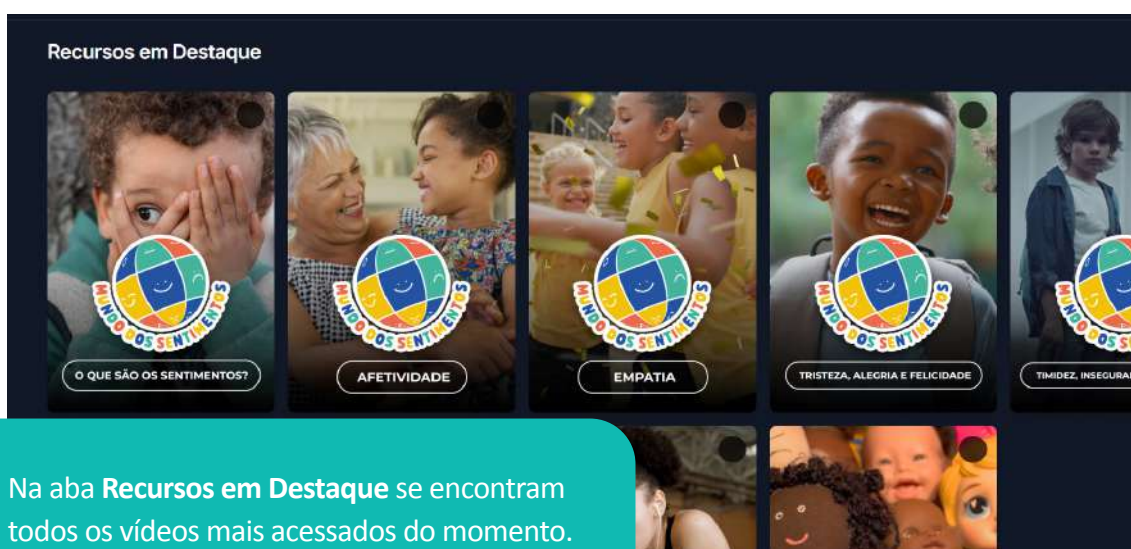 Recursos em Destaque
MUNDO DOS SENTIMENTOS
O QUE SÃO OS SENTIMENTOS?
MUNDO DOS SENTIMENTOS
AFETIVIDADE
MUNDO DOS SENTIMENTOS
EMPATIA
MUNDO DOS SENTIMENTOS
TRISTEZA, ALEGRIA E FELICIDADE
MUNDO DOS
TIMIDEZ,
Na aba Recursos em Destaque se encontram
todos os vídeos mais acessados do momento.